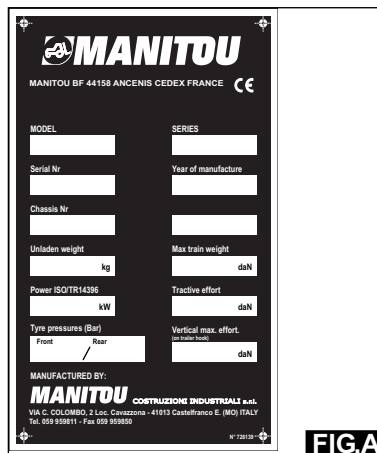 MANITOU
MANITOU BF 44158 ANCENIS CEDEX FRANCE CE
MODEL SERIES
Serial Nr Year of manufacture
Chassis Nr
Unladen weight Max train weight
kg daN
Power ISO/TR14396 Tractive effort
kW daN
Tyre pressures (Bar) Vertical max. effort.
(on trailer hook)
Front / Rear
daN
MANUFACTURED BY:
MANITOU COSTRUZIONI INDUSTRIALI s.r.l.
VIA C. COLOMBO, 2 Loc. Cavazzona - 41013 Castelfranco E. (MO) ITALY
Tel. 059 959811 - Fax 059 959850
N° 726135
FIG.A